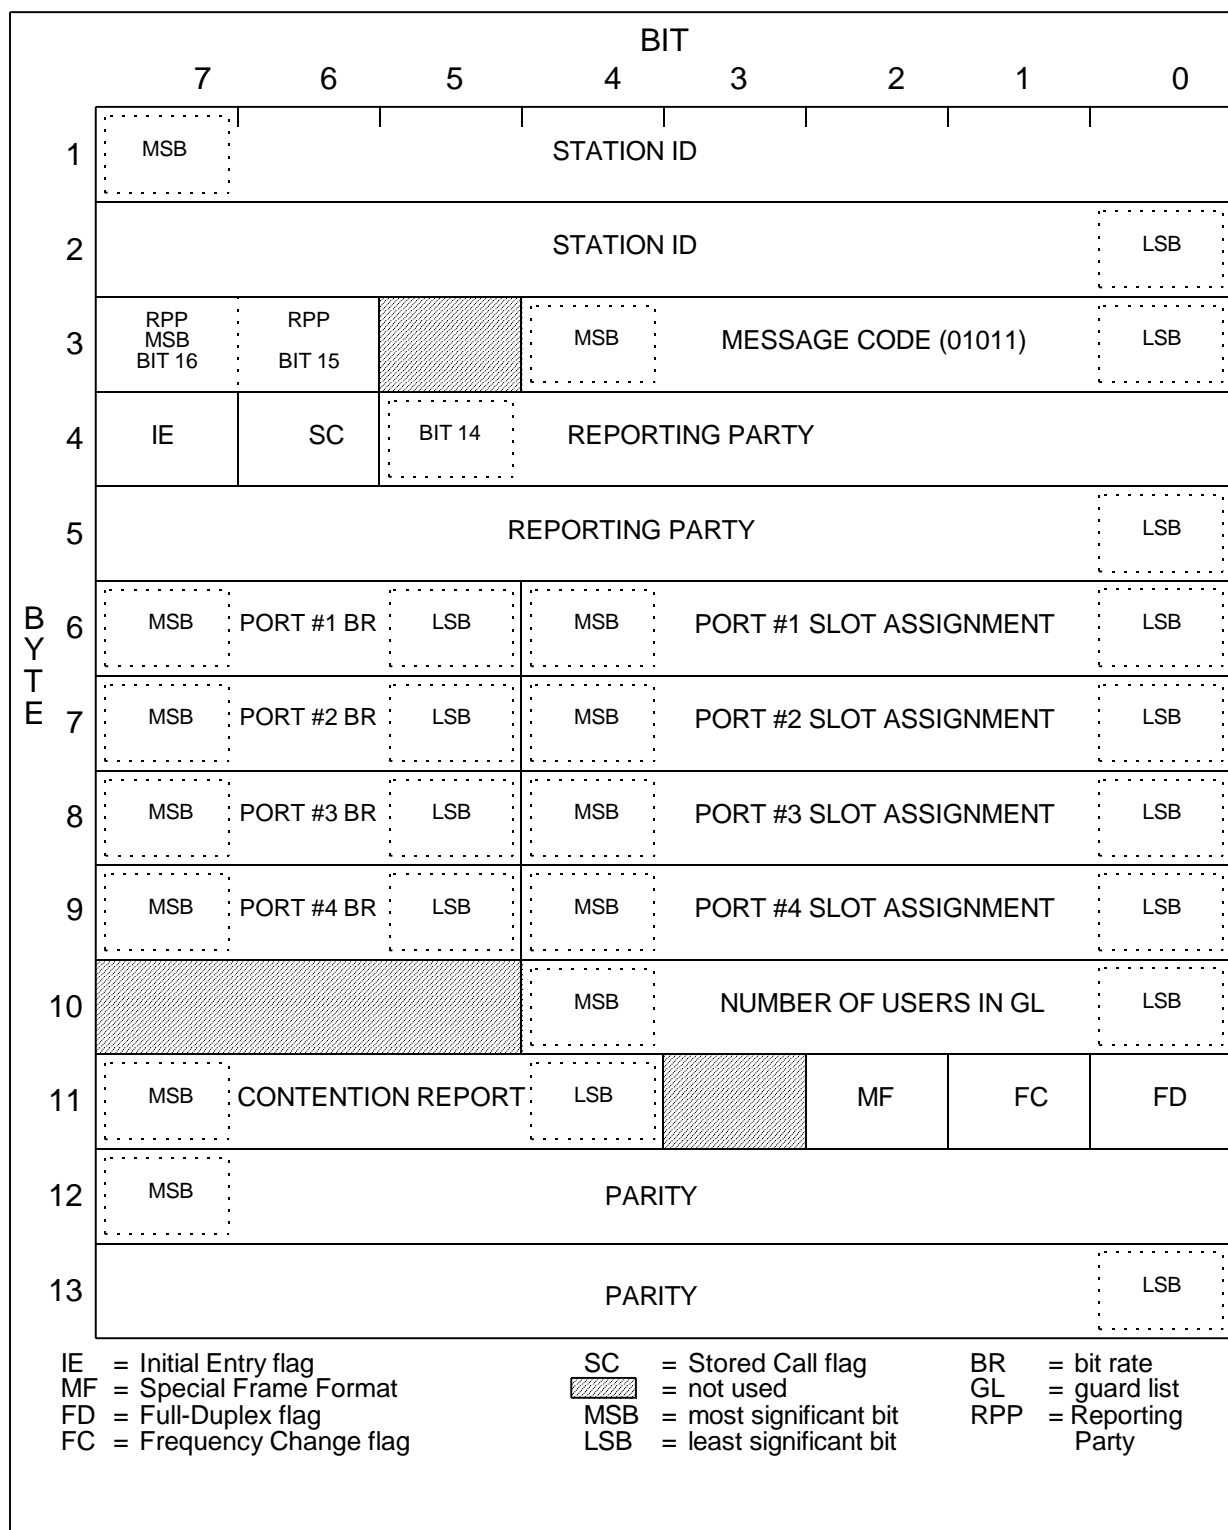 BIT
7 6 5 4 3 2 1 0
1 MSB STATION ID
2 STATION ID LSB
3 RPP MSB BIT 16 RPP BIT 15 MSB MESSAGE CODE (01011) LSB
4 IE SC BIT 14 REPORTING PARTY
5 REPORTING PARTY LSB
BYTE
6 MSB PORT #1 BR LSB MSB PORT #1 SLOT ASSIGNMENT LSB
7 MSB PORT #2 BR LSB MSB PORT #2 SLOT ASSIGNMENT LSB
8 MSB PORT #3 BR LSB MSB PORT #3 SLOT ASSIGNMENT LSB
9 MSB PORT #4 BR LSB MSB PORT #4 SLOT ASSIGNMENT LSB
10 MSB NUMBER OF USERS IN GL LSB
11 MSB CONTENTION REPORT LSB MF FC FD
12 MSB PARITY
13 PARITY LSB
IE = Initial Entry flag SC = Stored Call flag BR = bit rate
MF = Special Frame Format = not used GL = guard list
FD = Full-Duplex flag MSB = most significant bit RPP = Reporting
FC = Frequency Change flag LSB = least significant bit Party